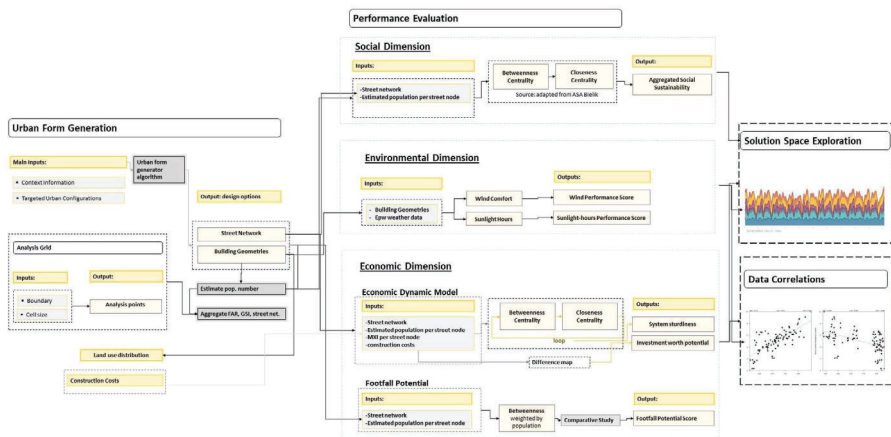 Performance Evaluation
Social Dimension
Inputs:
-Street network
-Estimated population per street node
Betweenness
Centrality
Closeness
Centrality
Source: adapted from ASA Bielik
Output:
Aggregated Social
Sustainability
Urban Form Generation
Main Inputs:
• Context Information
• Targeted Urban Configurations
Urban form
generator
algorithm
Output: design options
Street Network
Building Geometries
Analysis Grid
Inputs:
• Boundary
• Cell size
Output:
Analysis points
Estimate pop. number
Aggregate FAR, GSI, street net.
Land use distribution
Construction Costs
Environmental Dimension
Inputs:
- Building Geometries
- Epw weather data
Wind Comfort
Sunlight Hours
Outputs:
Wind Performance Score
Sunlight-hours Performance Score
Economic Dimension
Economic Dynamic Model
Inputs:
-Street network
-Estimated population per street node
-MXI per street node
-construction costs
Betweenness
Centrality
Closeness
Centrality
loop
Difference map
Outputs:
System sturdiness
Investment worth potential
Footfall Potential
Inputs:
-Street network
-Estimated population per street node
Betweenness
weighted by
population
Comparative Study
Output:
Footfall Potential Score
Solution Space Exploration
Data Correlations